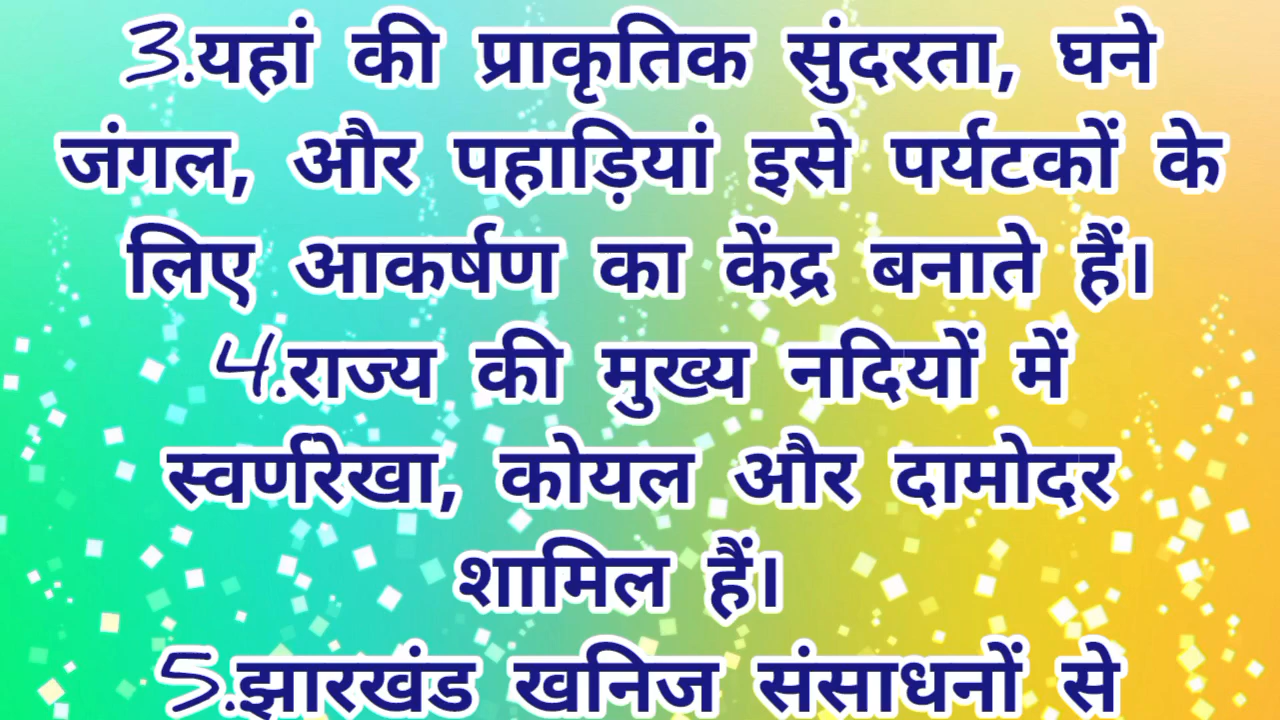 3.यहां की प्राकृतिक सुंदरता, घने
जंगल, और पहाड़ियां इसे पर्यटकों के
लिए आकर्षण का केंद्र बनाते हैं।
4.राज्य की मुख्य नदियों में
स्वर्णरेखा, कोयल और दामोदर
शामिल हैं।
5.झारखंड खनिज संसाधनों से